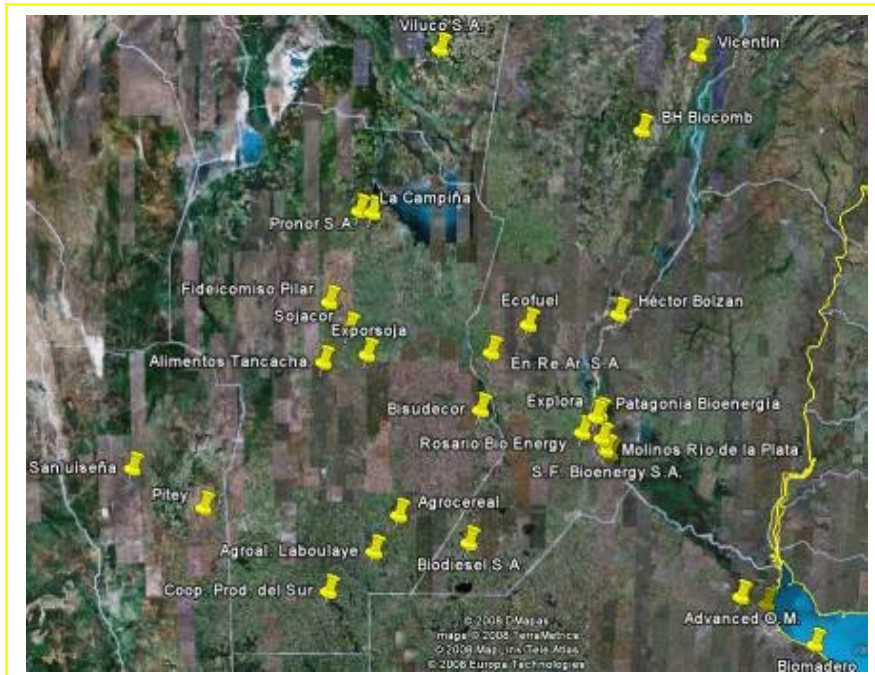 Viluco S.A.
Vicentin
BH Biocomb
La Campiña
Pronor S.A.
Fideicomiso Pilar
Ecofuel
Héctor Bolzan
Sojacor
Exporsoja
Alimentos Tancacha
En.Re.Ar. S.A.
Explora
Patagonia Bioenergía
Bisudecor
Rosario Bio Energy
Molinos Rio de la Plata
Sanluiseña
S.F. Bioenergy S.A.
Pitey
Agrocereal
Agroal. Laboulaye
Biodiesel S.A
Coop. Prod. del Sur
© 2008 DMapas
Image © 2008 TerraMetrics
© 2008 MapLink/Tele Atlas
© 2008 Europa Technologies
Advanced O.M.
Biomadero